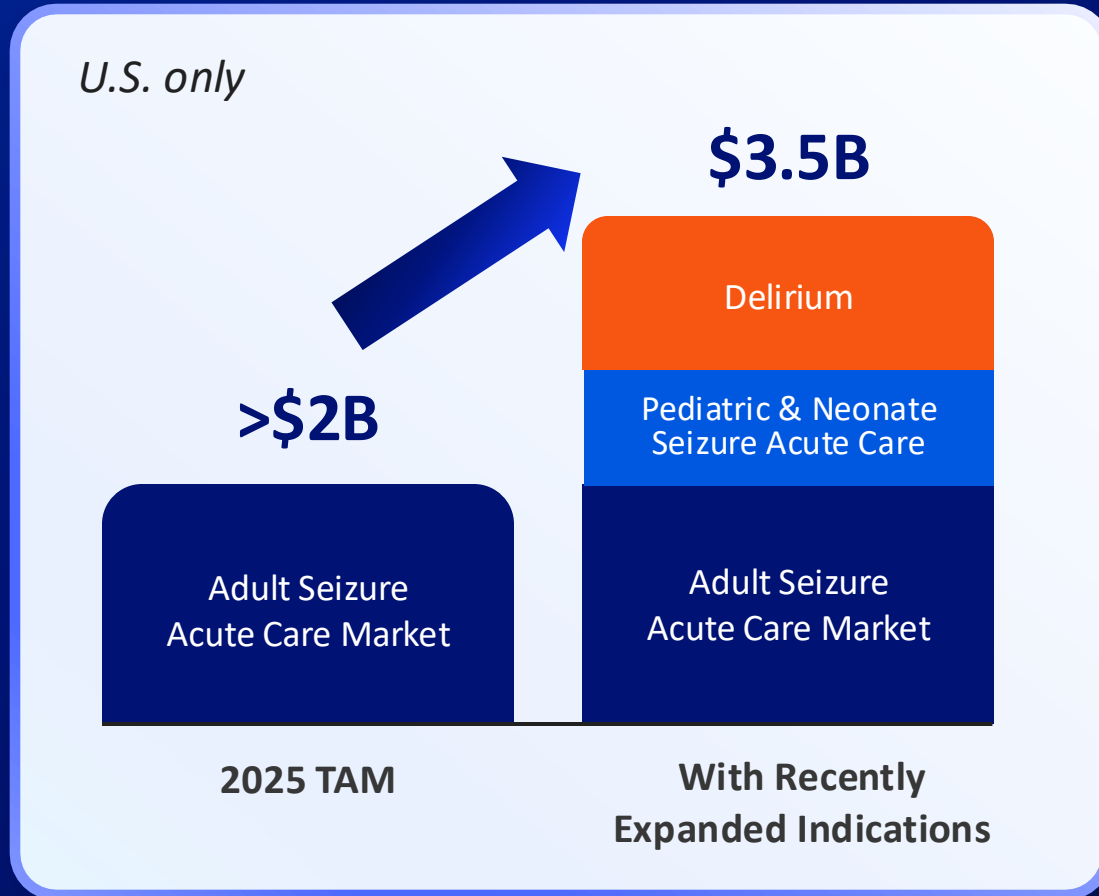 U.S. only
$3.5B
Delirium
Pediatric & Neonate
Seizure Acute Care
>$2B
Adult Seizure
Acute Care Market
Adult Seizure
Acute Care Market
2025 TAM
With Recently
Expanded Indications